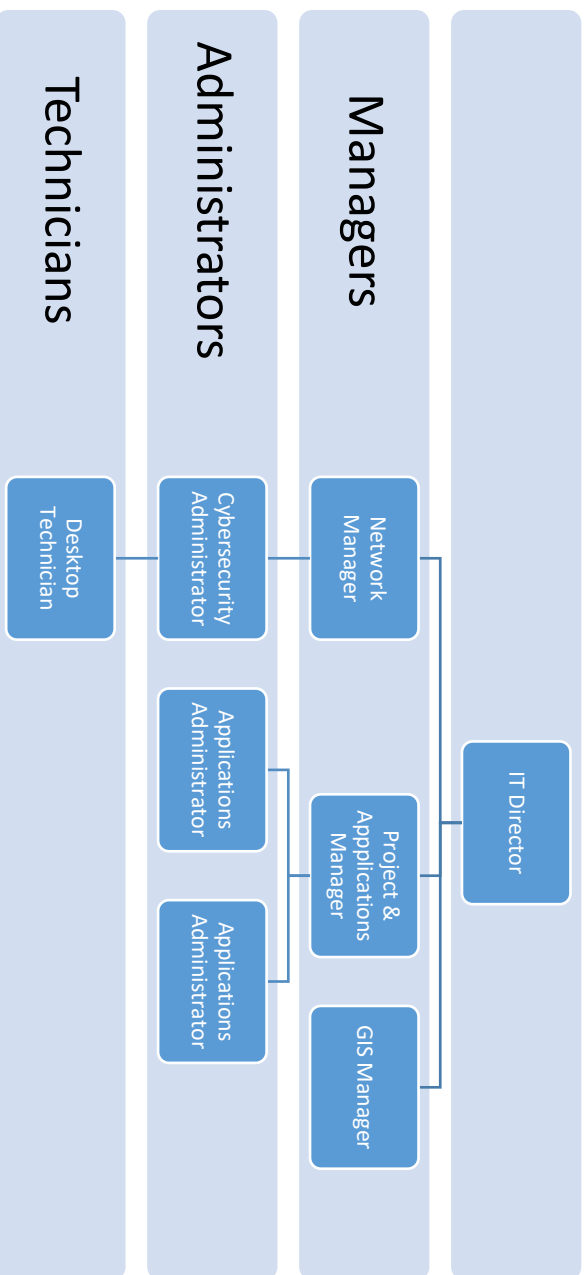 IT Director
Managers
Network
Manager
Project &
Appplications
Manager
GIS Manager
Administrators
Cybersecurity
Administrator
Applications
Administrator
Applications
Administrator
Technicians
Desktop
Technician